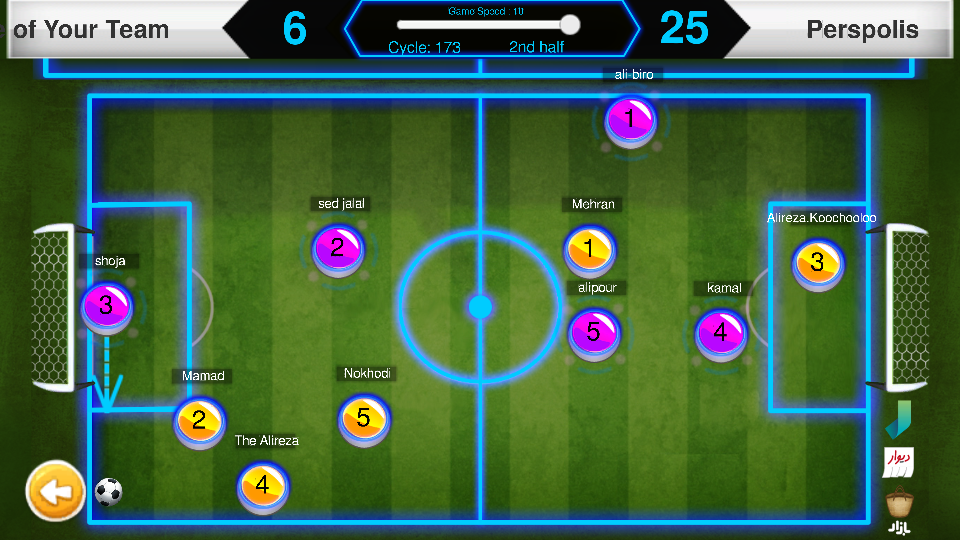 of Your Team
6
Game Speed : 10
Cycle: 173
2nd half
25
Perspolis
ali-biro
1
sed jalal
2
Mehran
1
Alireza.Koochooloo
3
shoja
3
alipour
5
kamal
4
Mamad
2
Nokhodi
5
The Alireza
4
دیوار
بازار